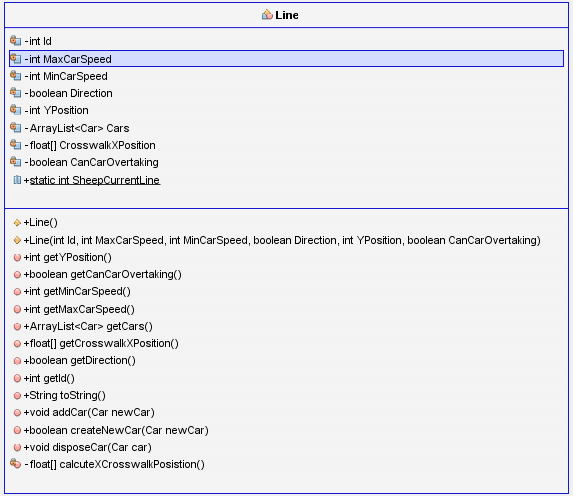 Line
-int Id
-int MaxCarSpeed
-int MinCarSpeed
-boolean Direction
-int YPosition
-ArrayList<Car> Cars
-float[] CrosswalkXPosition
-boolean CanCarOvertaking
+static int SheepCurrentLine
+Line()
+Line(int Id, int MaxCarSpeed, int MinCarSpeed, boolean Direction, int YPosition, boolean CanCarOvertaking)
+int getYPosition()
+boolean getCanCarOvertaking()
+int getMinCarSpeed()
+int getMaxCarSpeed()
+ArrayList<Car> getCars()
+float[] getCrosswalkXPosition()
+boolean getDirection()
+int getId()
+String toString()
+void addCar(Car newCar)
+boolean createNewCar(Car newCar)
+void disposeCar(Car car)
-float[] calcuteXCrosswalkPosistion()